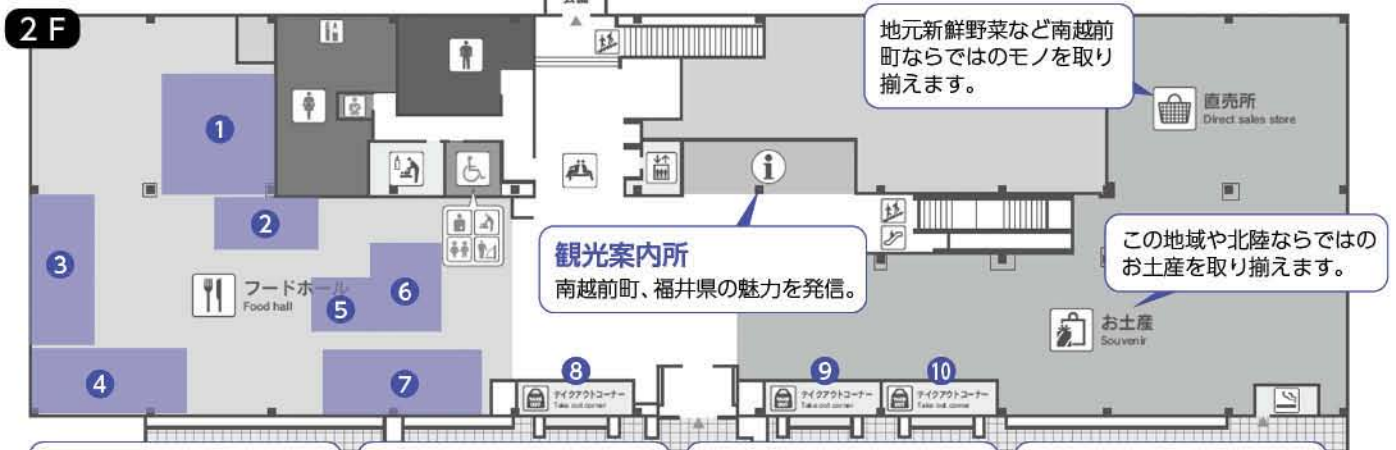 2F
地元新鮮野菜など南越前
町ならではのモノを取り
揃えます。
直売所
Direct sales store
1
2
3
4
5
6
7
8
9
10
フードホール
Food hall
観光案内所
南越前町、福井県の魅力を発信。
この地域や北陸ならではの
お土産を取り揃えます。
お土産
Souvenir
テイクアウトコーナー
Take out corner
テイクアウトコーナー
Take out corner
テイクアウトコーナー
Take out corner